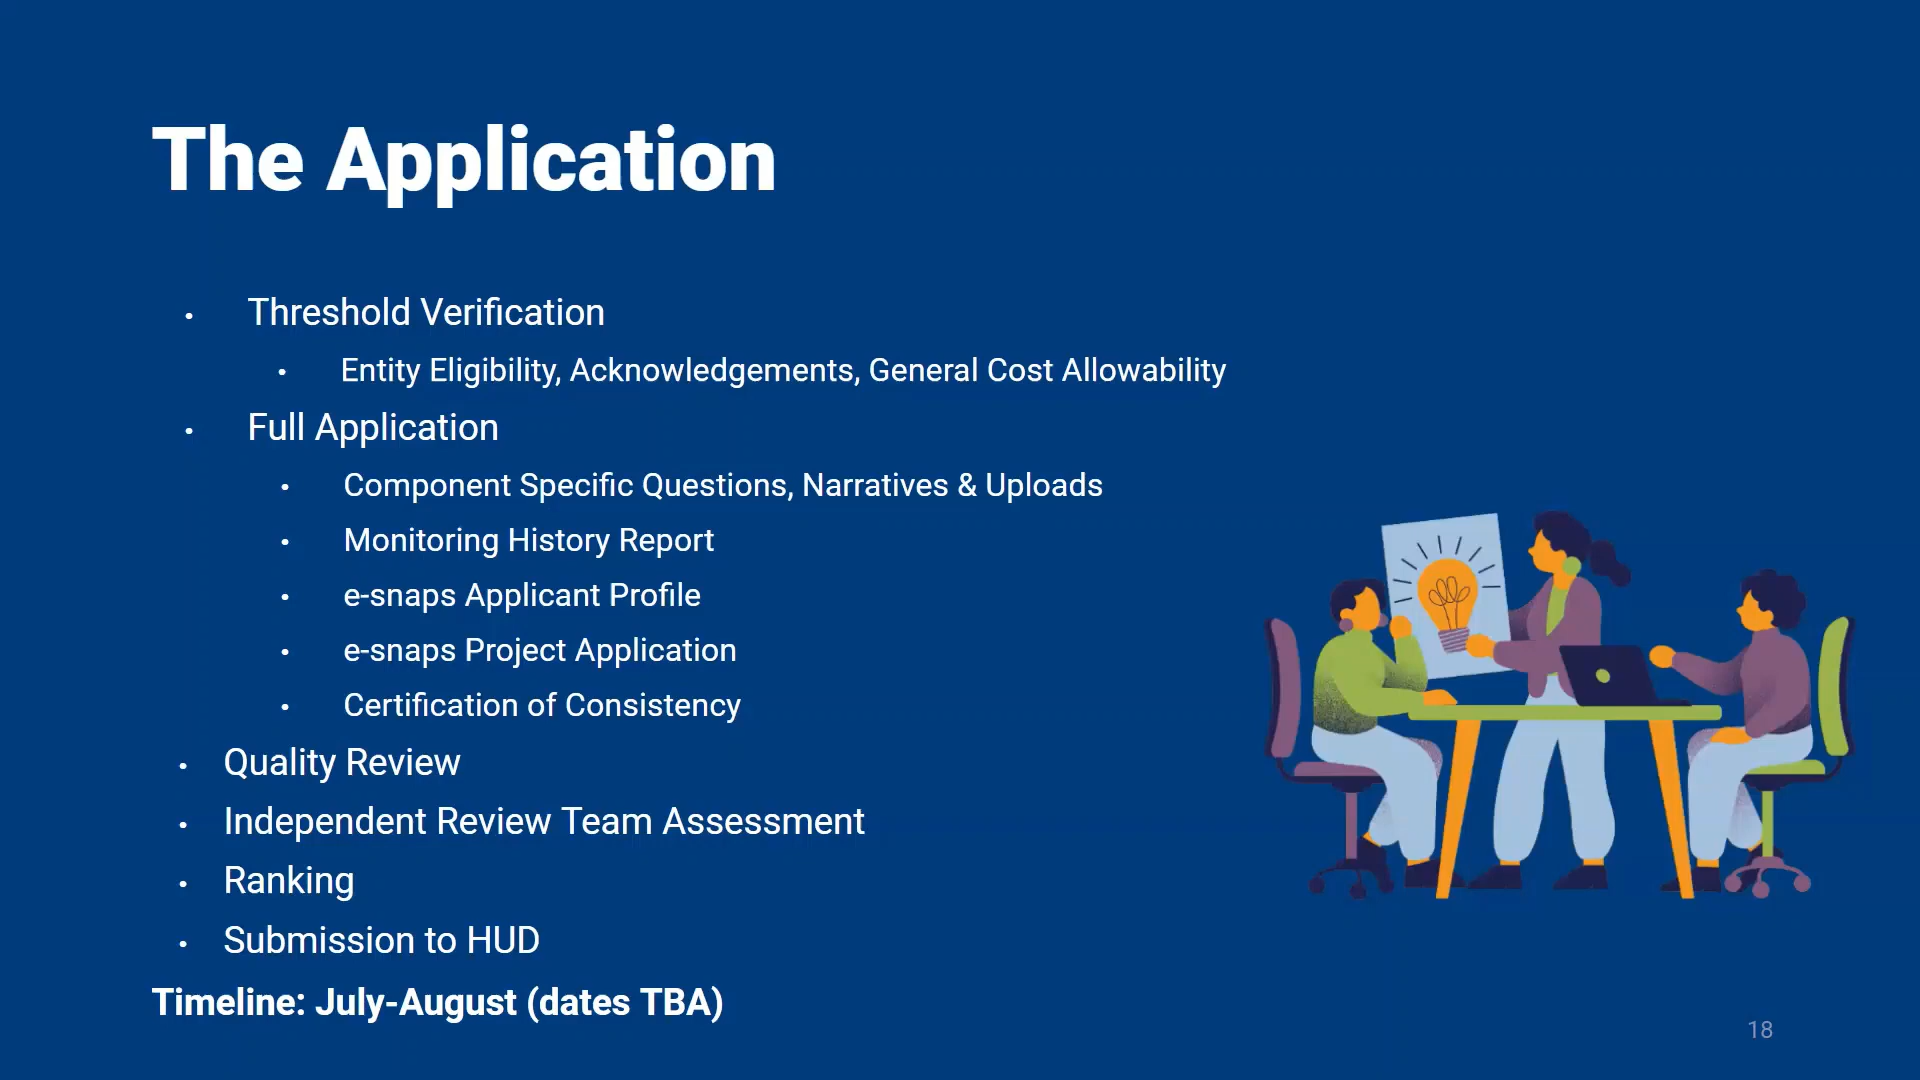 The Application
• Threshold Verification
• Entity Eligibility, Acknowledgements, General Cost Allowability
• Full Application
• Component Specific Questions, Narratives & Uploads
• Monitoring History Report
• e-snaps Applicant Profile
• e-snaps Project Application
• Certification of Consistency
• Quality Review
• Independent Review Team Assessment
• Ranking
• Submission to HUD
Timeline: July-August (dates TBA)
18